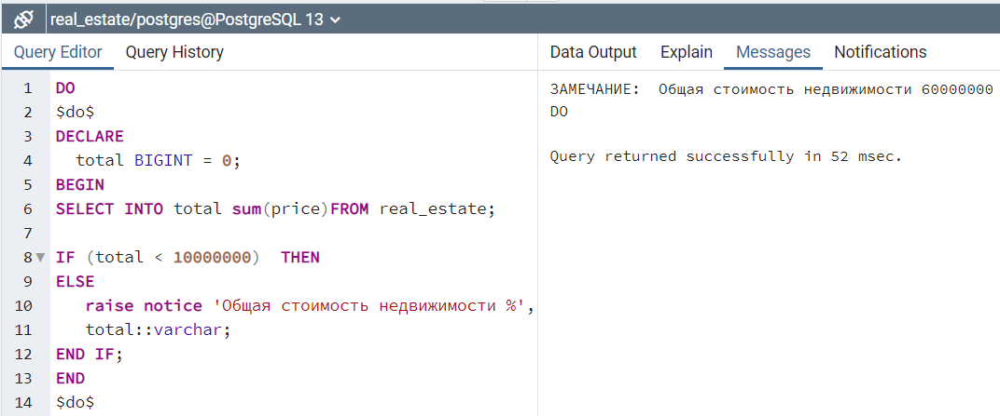 real_estate/postgres@PostgreSQL 13
Query Editor Query History
1 DO
2 $do$
3 DECLARE
4 total BIGINT = 0;
5 BEGIN
6 SELECT INTO total sum(price)FROM real_estate;
7
8 IF (total < 10000000)  THEN
9 ELSE
10 raise notice 'Общая стоимость недвижимости %',
11 total::varchar;
12 END IF;
13 END
14 $do$
Data Output Explain Messages Notifications
ЗАМЕЧАНИЕ:  Общая стоимость недвижимости 60000000
DO
Query returned successfully in 52 msec.